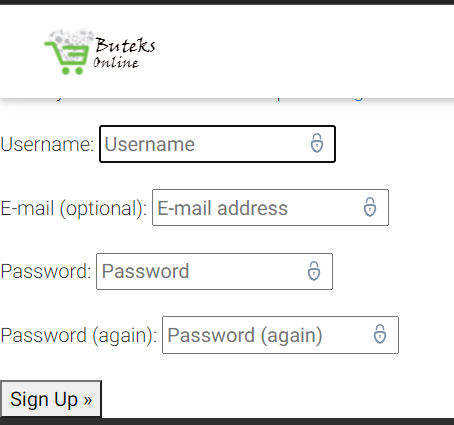 Buteks
Online
Username: Username
E-mail (optional): E-mail address
Password: Password
Password (again): Password (again)
Sign Up »